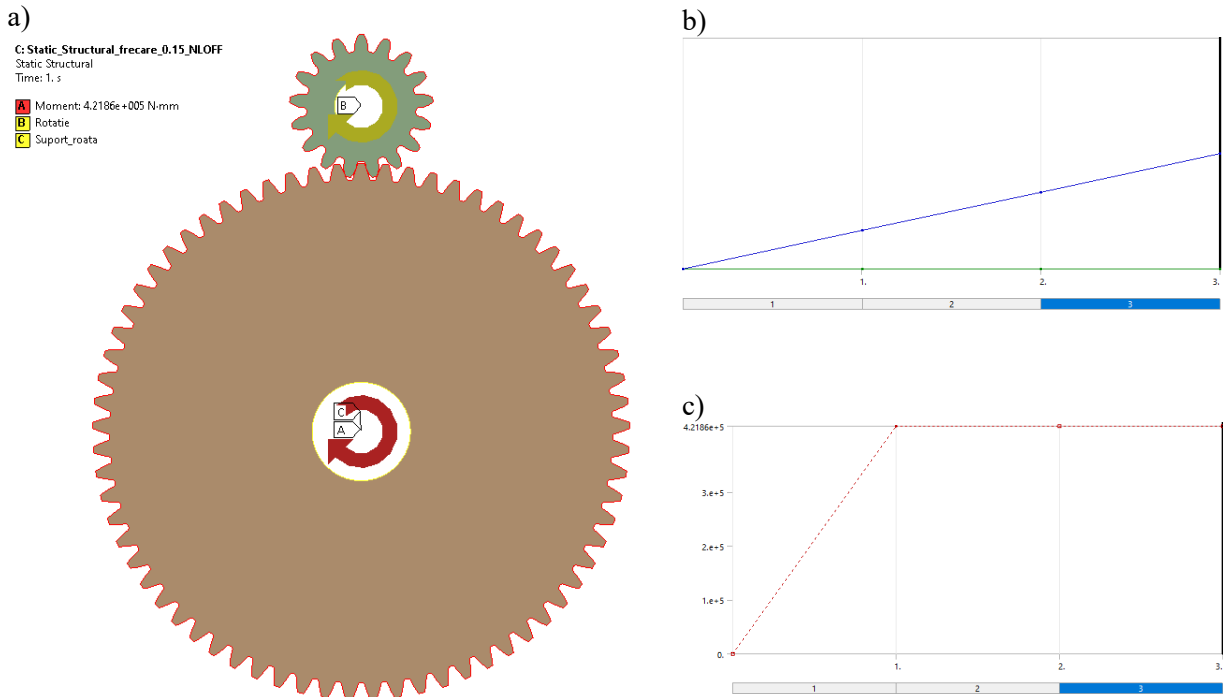 a)
C: Static_Structural_frecare_0.15_NLOFF
Static Structural
Time: 1. s
A Moment: 4.2186e+005 N·mm
B Rotatie
C Suport_roata
B
C
A
b)
1. 2. 3.
1 2 3
c)
4.2186e+5
3.e+5
2.e+5
1.e+5
0.
1. 2. 3.
1 2 3